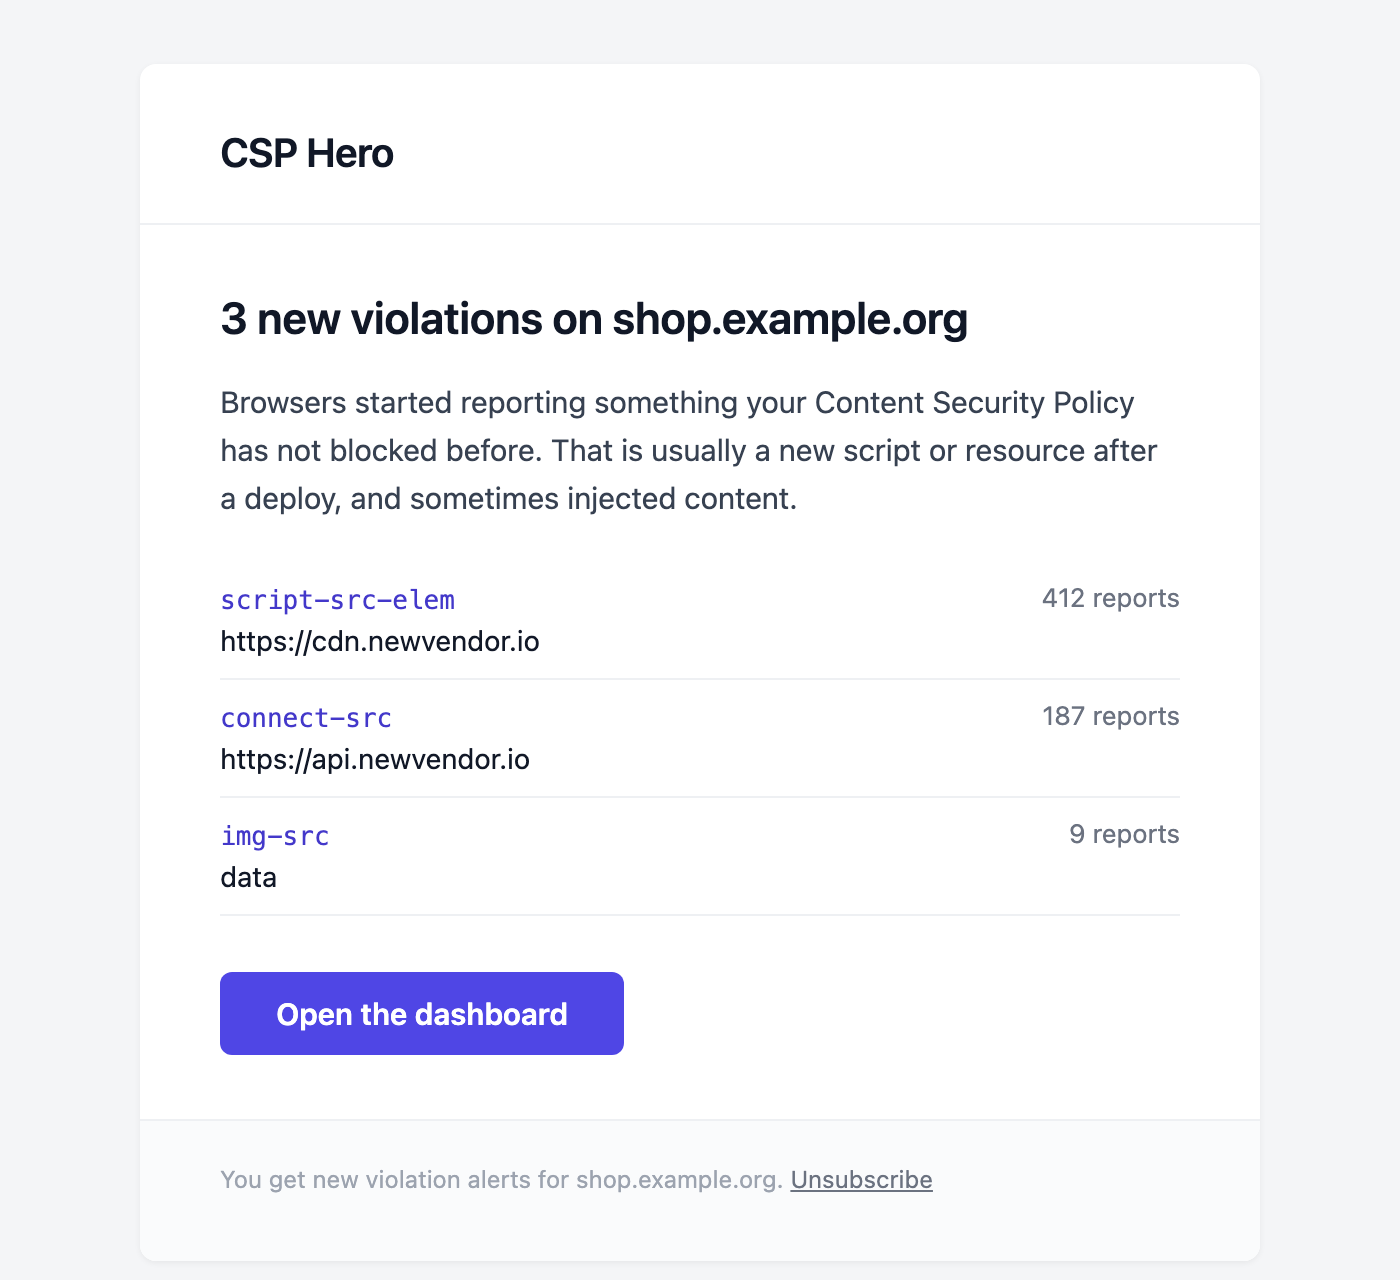 CSP Hero
3 new violations on shop.example.org
Browsers started reporting something your Content Security Policy
has not blocked before. That is usually a new script or resource after
a deploy, and sometimes injected content.
script-src-elem 412 reports
https://cdn.newvendor.io
connect-src 187 reports
https://api.newvendor.io
img-src 9 reports
data
Open the dashboard
You get new violation alerts for shop.example.org. Unsubscribe